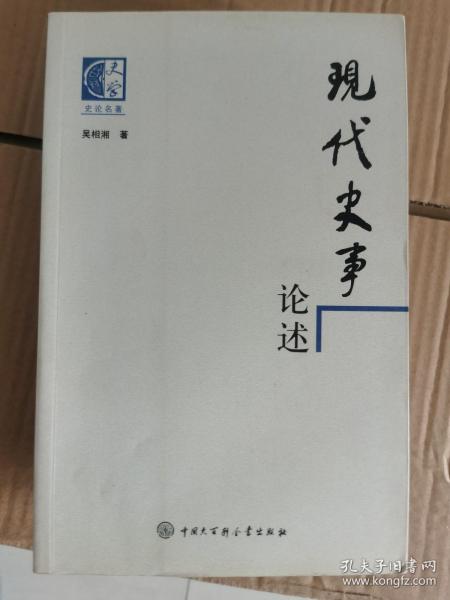 史学
史论名著
吴相湘 著
現代史事
论述
中国大百科全书出版社
孔夫子旧书网
www.kongfz.com